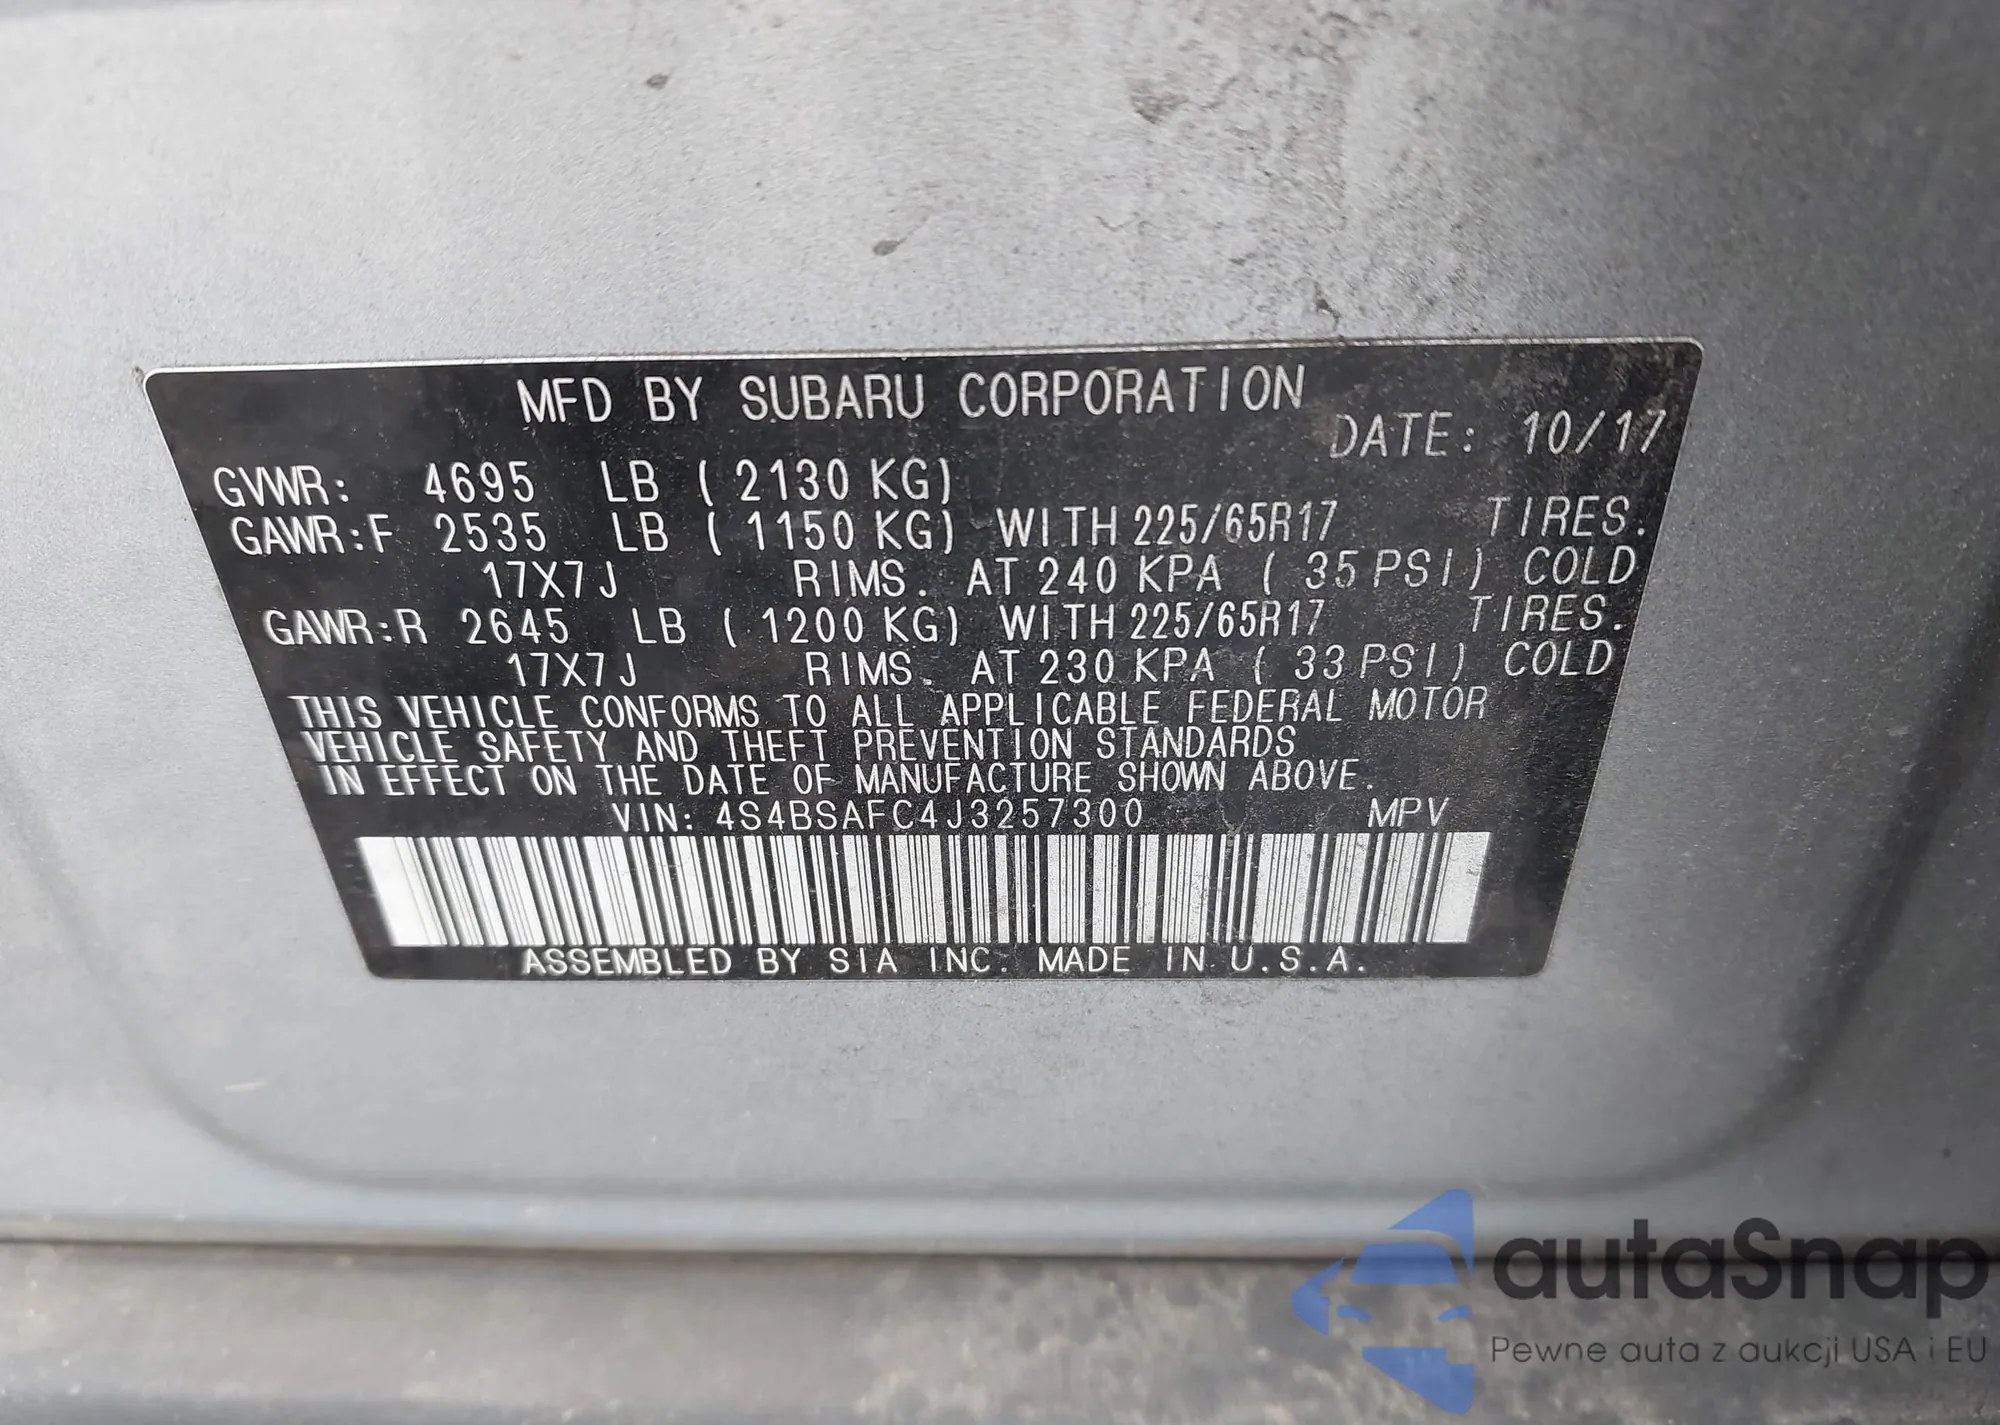 MFD BY SUBARU CORPORATION
DATE: 10/17
GVWR: 4695 LB ( 2130 KG)
GAWR:F 2535 LB ( 1150 KG) WITH 225/65R17 TIRES.
17X7J RIMS. AT 240 KPA ( 35 PSI) COLD
GAWR:R 2645 LB ( 1200 KG) WITH 225/65R17 TIRES.
17X7J RIMS. AT 230 KPA ( 33 PSI) COLD
THIS VEHICLE CONFORMS TO ALL APPLICABLE FEDERAL MOTOR
VEHICLE SAFETY AND THEFT PREVENTION STANDARDS
IN EFFECT ON THE DATE OF MANUFACTURE SHOWN ABOVE.
VIN: 4S4BSAFC4J3257300 MPV
ASSEMBLED BY SIA INC. MADE IN U.S.A.
autaSnap
Pewne auta z aukcji USA i EU